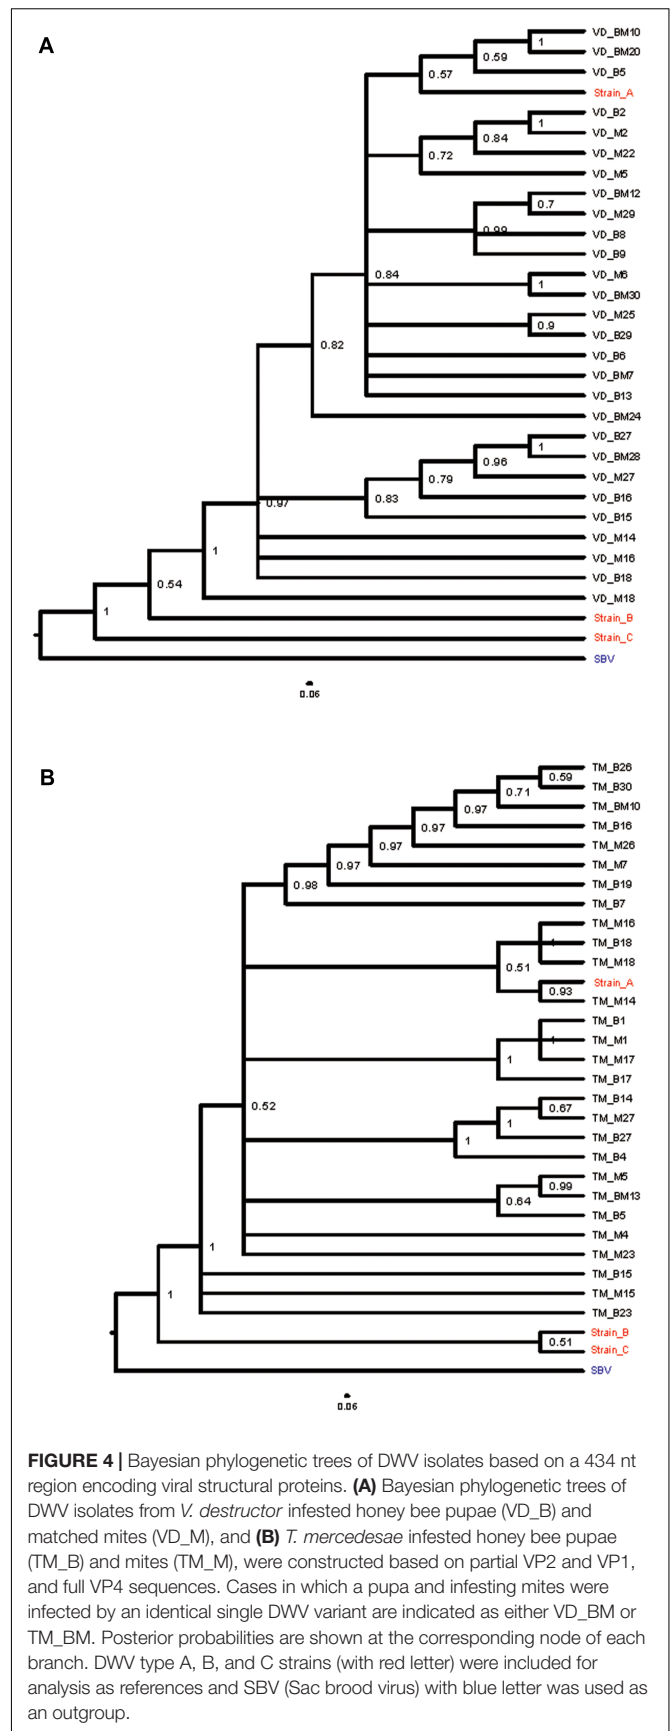 A
VD_BM10
1
VD_BM20
0.59
VD_B5
0.57
Strain_A
VD_B2
1
VD_M2
0.84
VD_M22
0.72
VD_M5
VD_BM12
0.7
VD_M29
0.99
VD_B8
VD_B9
0.84
VD_M6
1
VD_BM30
VD_M25
0.9
VD_B29
0.82
VD_B6
VD_BM7
VD_B13
VD_BM24
VD_B27
1
VD_BM28
0.96
VD_M27
0.79
VD_B16
0.83
0.97
VD_B15
VD_M14
1
VD_M16
VD_B18
0.54
VD_M18
1
Strain_B
Strain_C
SBV
0.06
B
TM_B26
0.59
TM_B30
0.71
TM_BM10
0.97
TM_B16
0.97
TM_M26
0.97
TM_M7
0.97
TM_B19
0.98
TM_B7
TM_M16
1
TM_B18
TM_M18
0.51
Strain_A
0.93
TM_M14
TM_B1
1
TM_M1
TM_M17
1
TM_B17
TM_B14
0.52
0.67
TM_M27
1
TM_B27
1
TM_B4
TM_M5
0.99
TM_BM13
0.64
TM_B5
TM_M4
1
TM_M23
TM_B15
1
TM_M15
TM_B23
Strain_B
0.51
Strain_C
SBV
0.06
FIGURE 4 | Bayesian phylogenetic trees of DWV isolates based on a 434 nt
region encoding viral structural proteins. (A) Bayesian phylogenetic trees of
DWV isolates from V. destructor infested honey bee pupae (VD_B) and
matched mites (VD_M), and (B) T. mercedesae infested honey bee pupae
(TM_B) and mites (TM_M), were constructed based on partial VP2 and VP1,
and full VP4 sequences. Cases in which a pupa and infesting mites were
infected by an identical single DWV variant are indicated as either VD_BM or
TM_BM. Posterior probabilities are shown at the corresponding node of each
branch. DWV type A, B, and C strains (with red letter) were included for
analysis as references and SBV (Sac brood virus) with blue letter was used as
an outgroup.